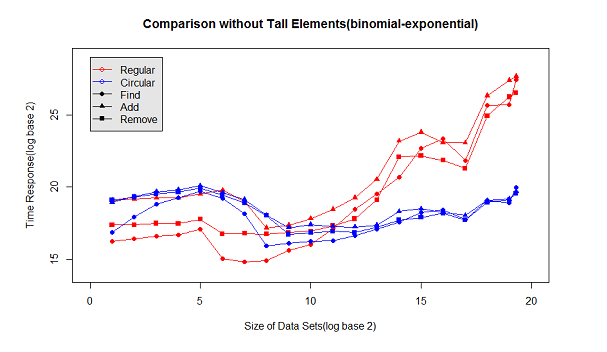 Comparison without Tall Elements(binomial-exponential)
Regular
Circular
Find
Add
Remove
Time Response(log base 2)
25
20
15
0 5 10 15 20
Size of Data Sets(log base 2)